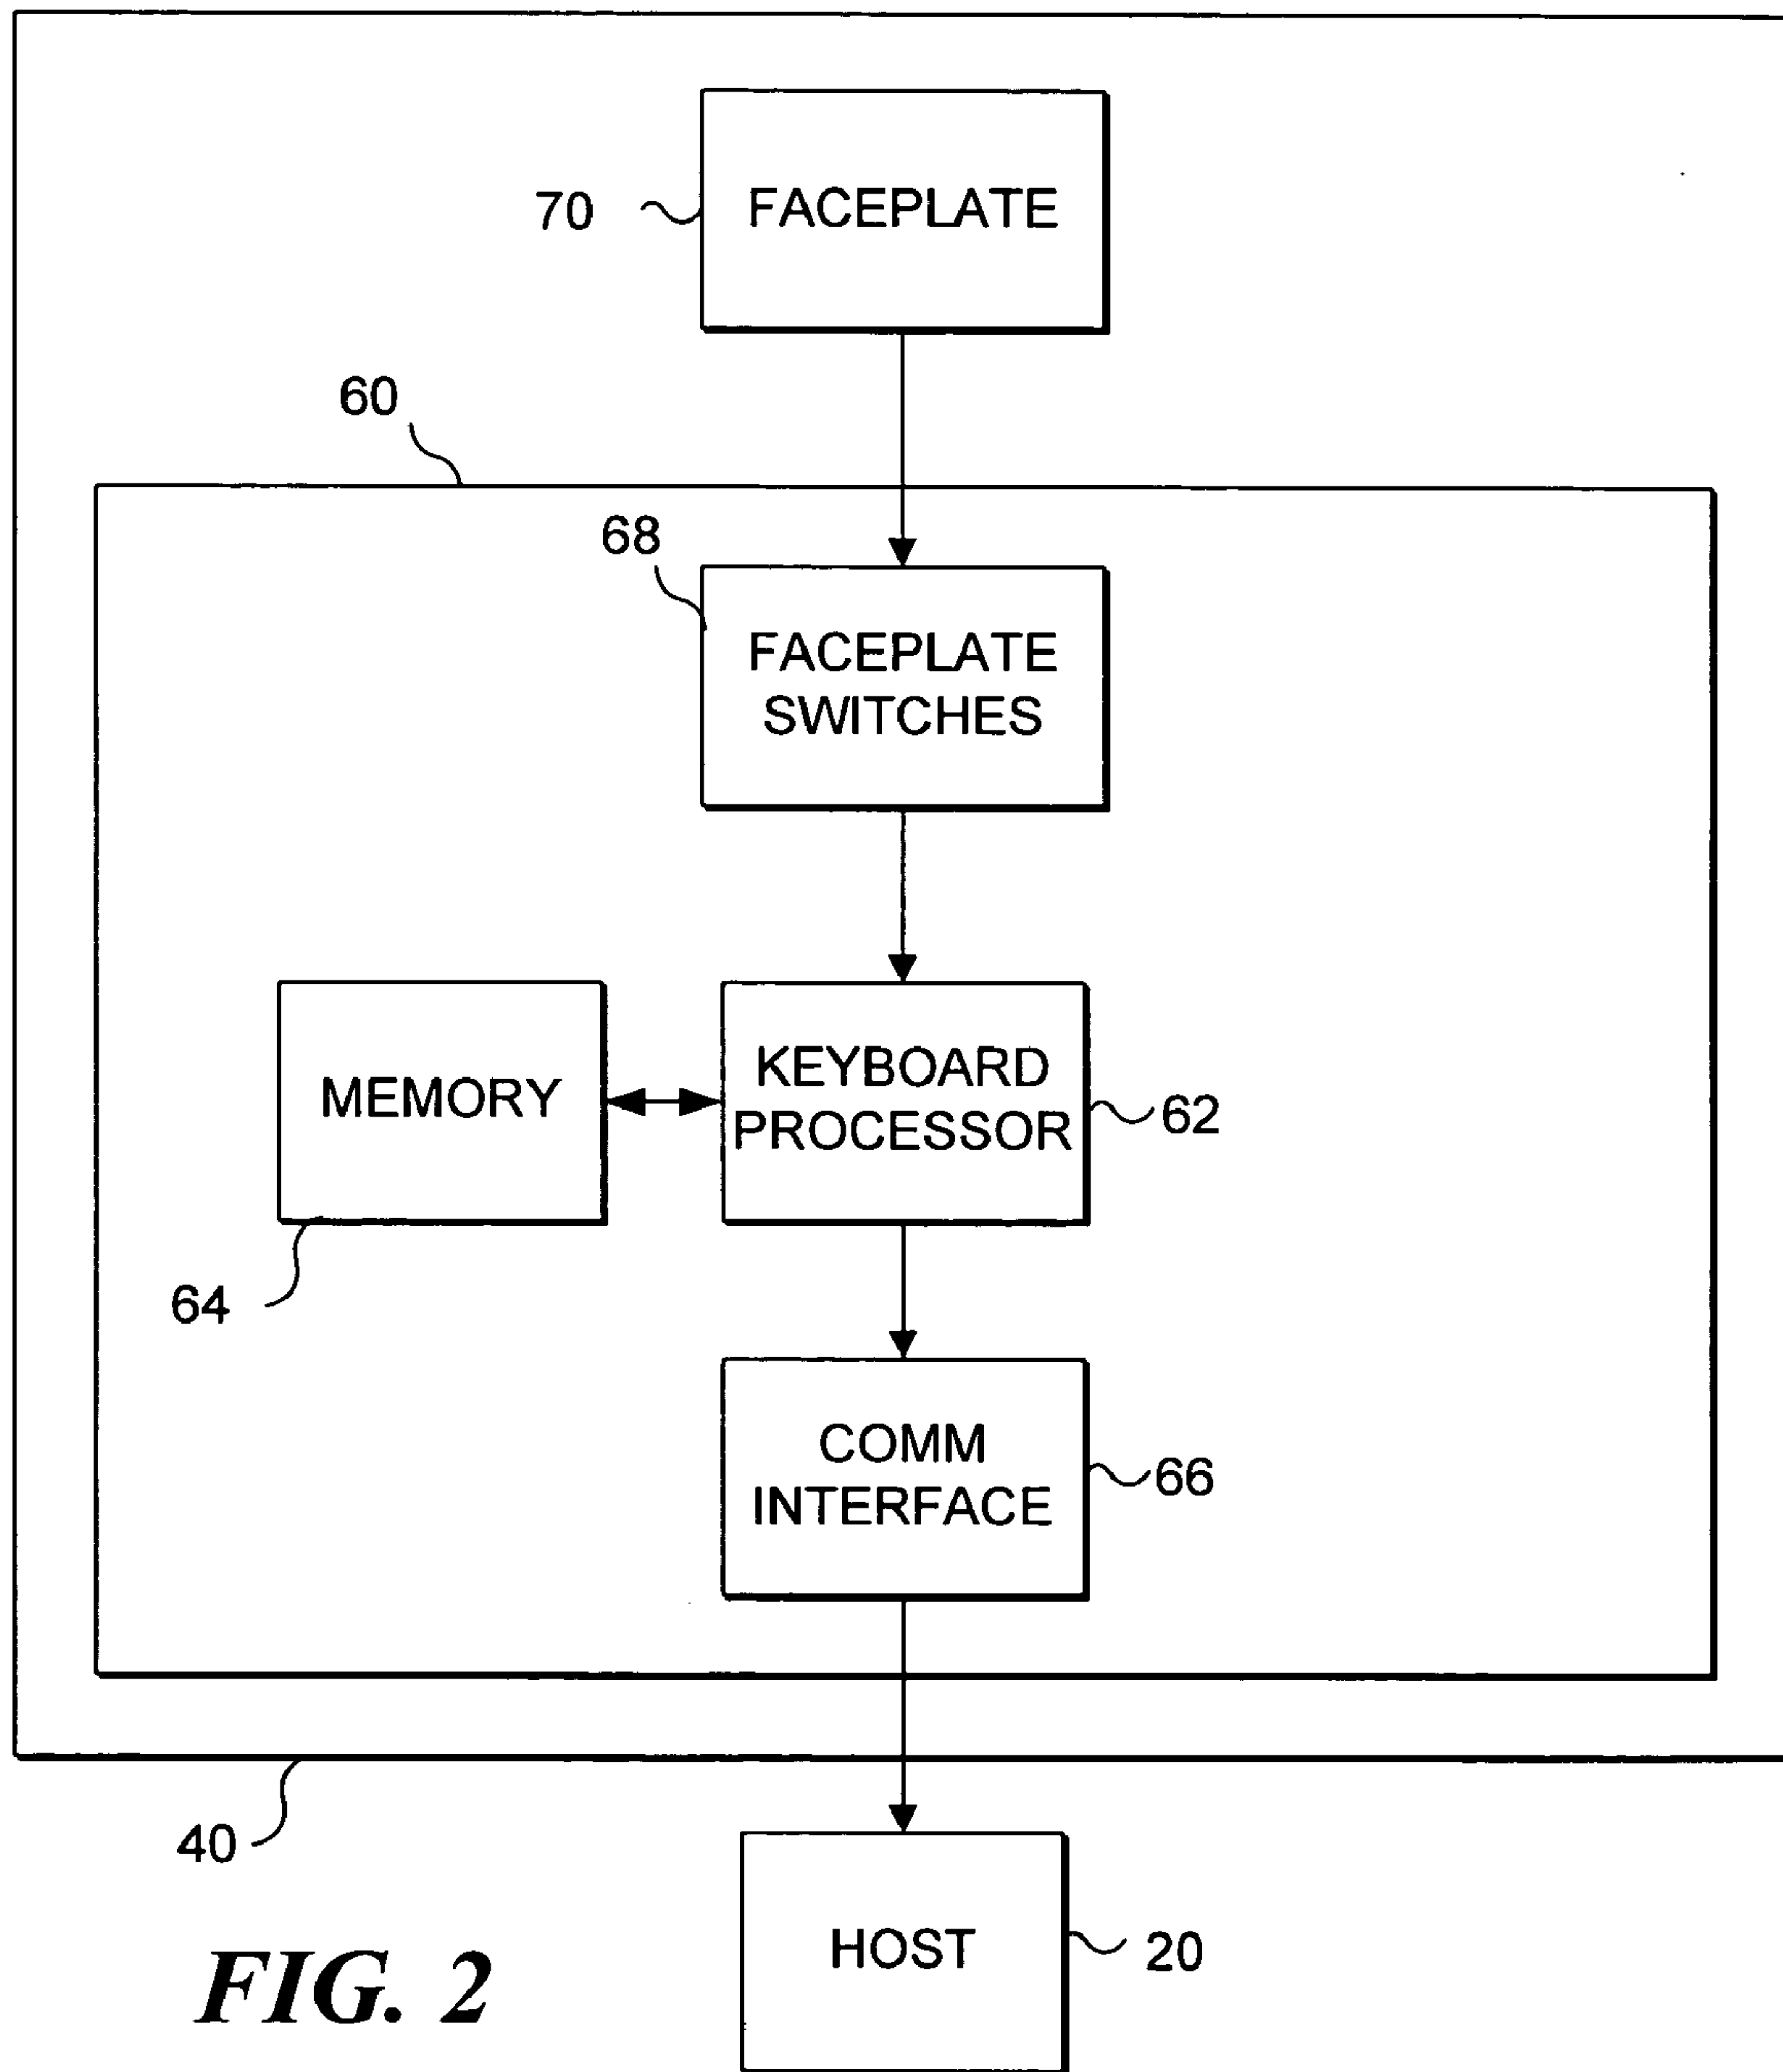 FACEPLATE
70
60
68
FACEPLATE
SWITCHES
MEMORY
KEYBOARD
PROCESSOR
62
64
COMM
INTERFACE
66
40
HOST
20
FIG. 2